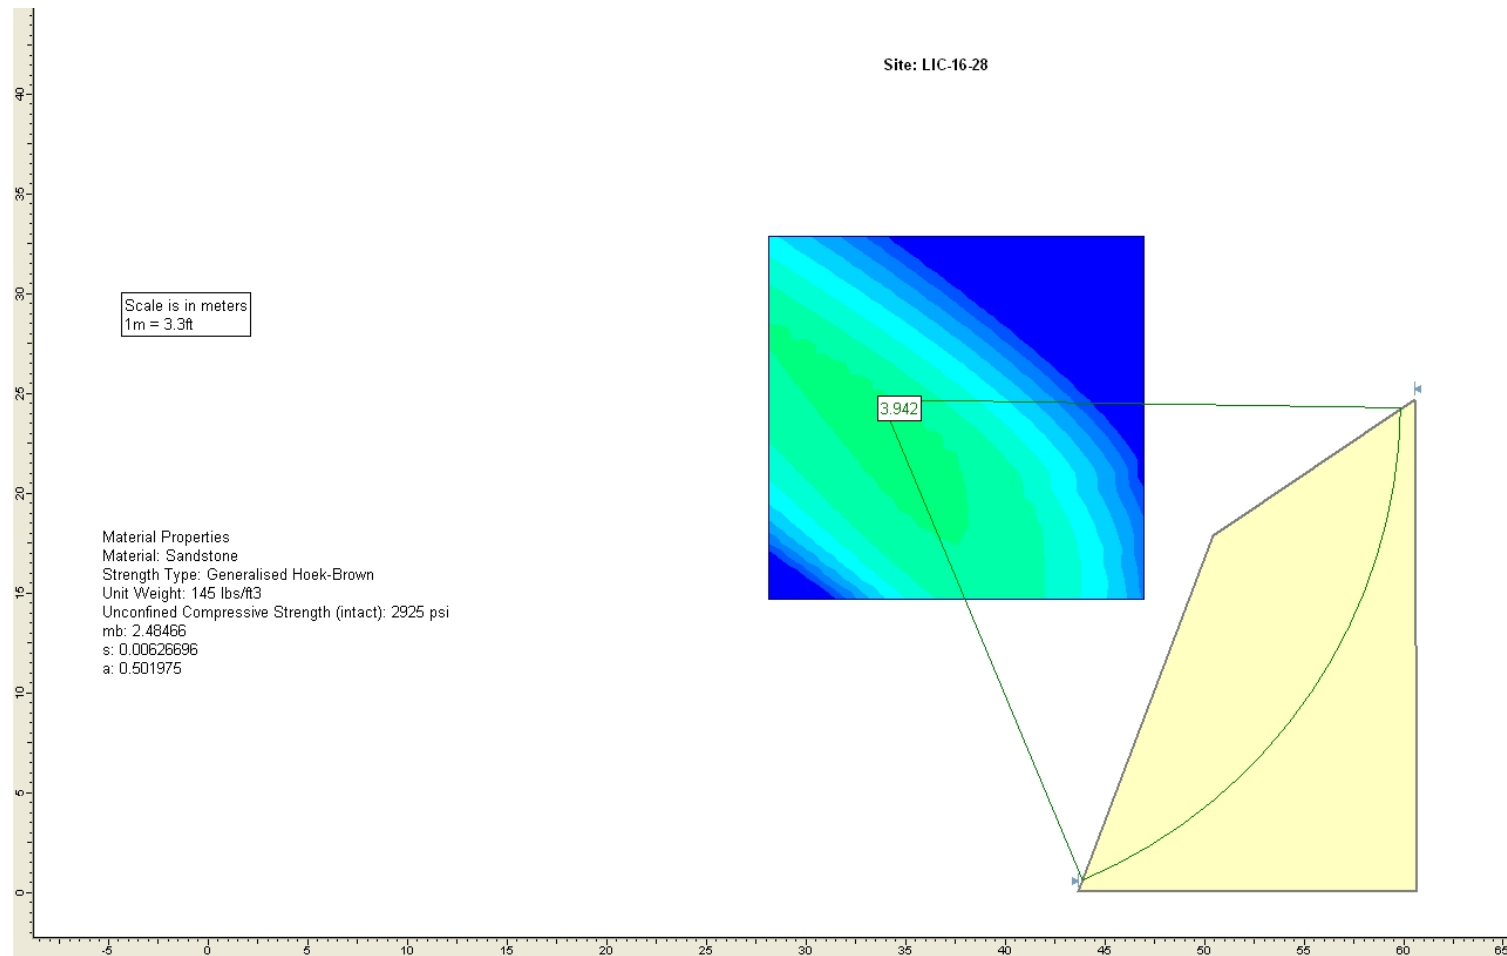 Site: LIC-16-28
40
35
30
25
20
15
10
5
0
Scale is in meters
1m = 3.3ft
3.942
Material Properties
Material: Sandstone
Strength Type: Generalised Hoek-Brown
Unit Weight: 145 lbs/ft3
Unconfined Compressive Strength (intact): 2925 psi
mb: 2.48466
s: 0.00626696
a: 0.501975
-5 0 5 10 15 20 25 30 35 40 45 50 55 60 65